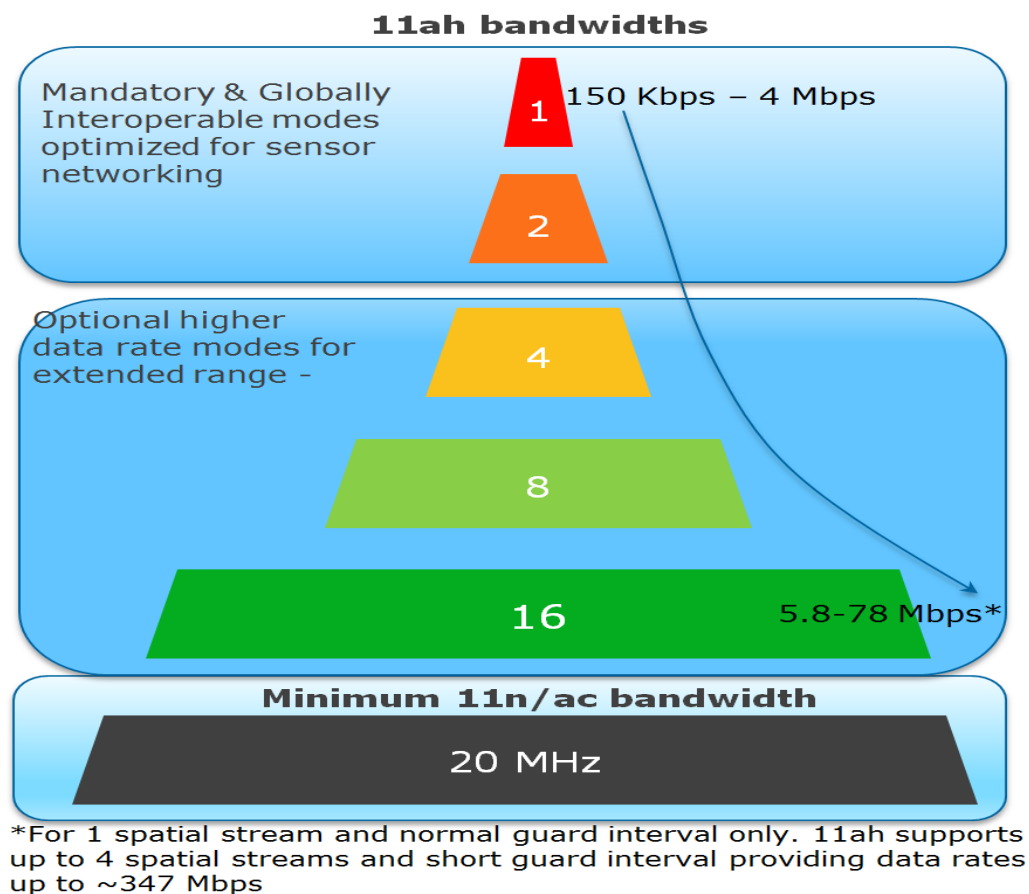 11ah bandwidths
Mandatory & Globally
Interoperable modes
optimized for sensor
networking
1
150 Kbps – 4 Mbps
2
Optional higher
data rate modes for
extended range -
4
8
16
5.8-78 Mbps*
Minimum 11n/ac bandwidth
20 MHz
*For 1 spatial stream and normal guard interval only. 11ah supports
up to 4 spatial streams and short guard interval providing data rates
up to ~347 Mbps